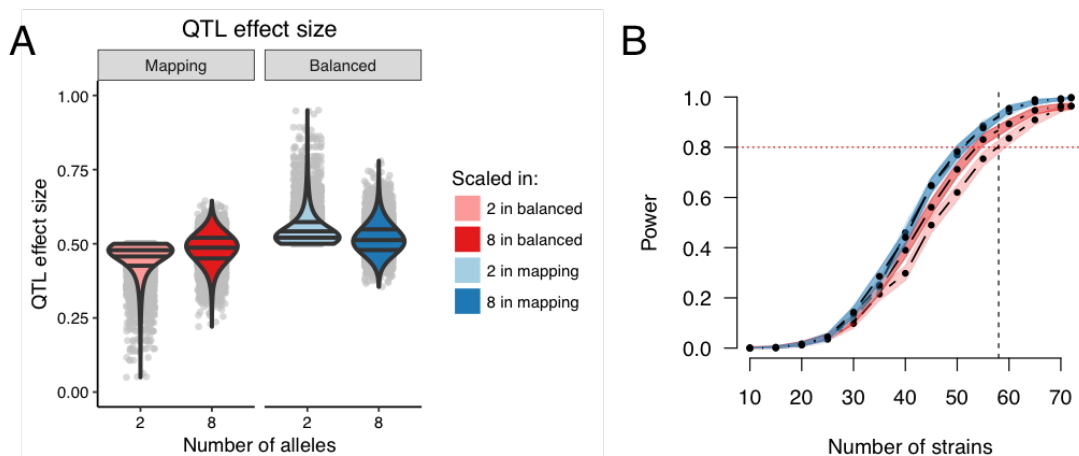 A
QTL effect size
Mapping
Balanced
1.00
0.75
0.50
0.25
0.00
QTL effect size
2
8
2
8
Number of alleles
Scaled in:
2 in balanced
8 in balanced
2 in mapping
8 in mapping
B
1.0
0.8
0.6
0.4
0.2
0.0
Power
10 20 30 40 50 60 70
Number of strains